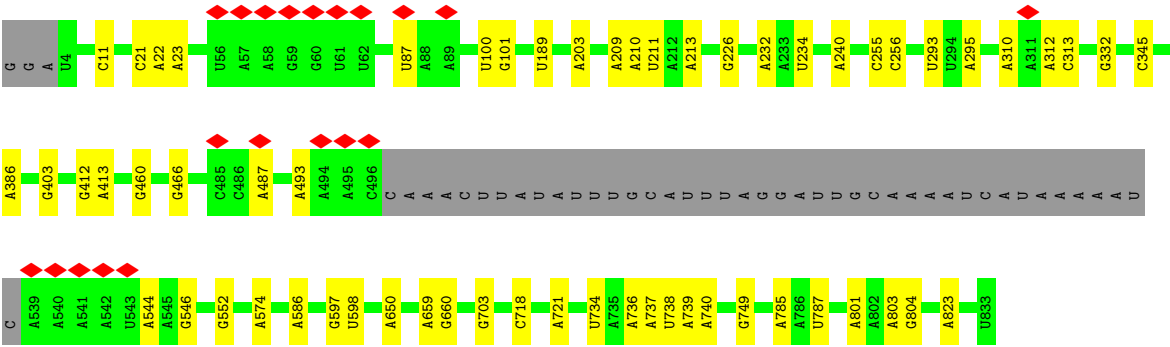 G G A U4 C11 C21 A22 A23 U56 A57 A58 G59 G60 U61 U62 U87 A88 A89 U100 G101 U189 A203 A209 A210 U211 A212 A213 G226 A232 A233 U234 A240 C255 C256 U293 U294 A295 A310 A311 A312 C313 G332 C345
A386 G403 G412 A413 G460 G466 C485 C486 A487 A493 A494 A495 C496 C A A A C U U A U A U U U G C A U U U A G G A U U G C A A A A U C A U A A A A A U
C A539 A540 A541 A542 U543 A544 A545 G546 G552 A574 A586 G597 U598 A650 A659 G660 G703 C718 A721 U734 A735 A736 A737 U738 A739 A740 G749 A785 A786 U787 A801 A802 A803 G804 A823 U833